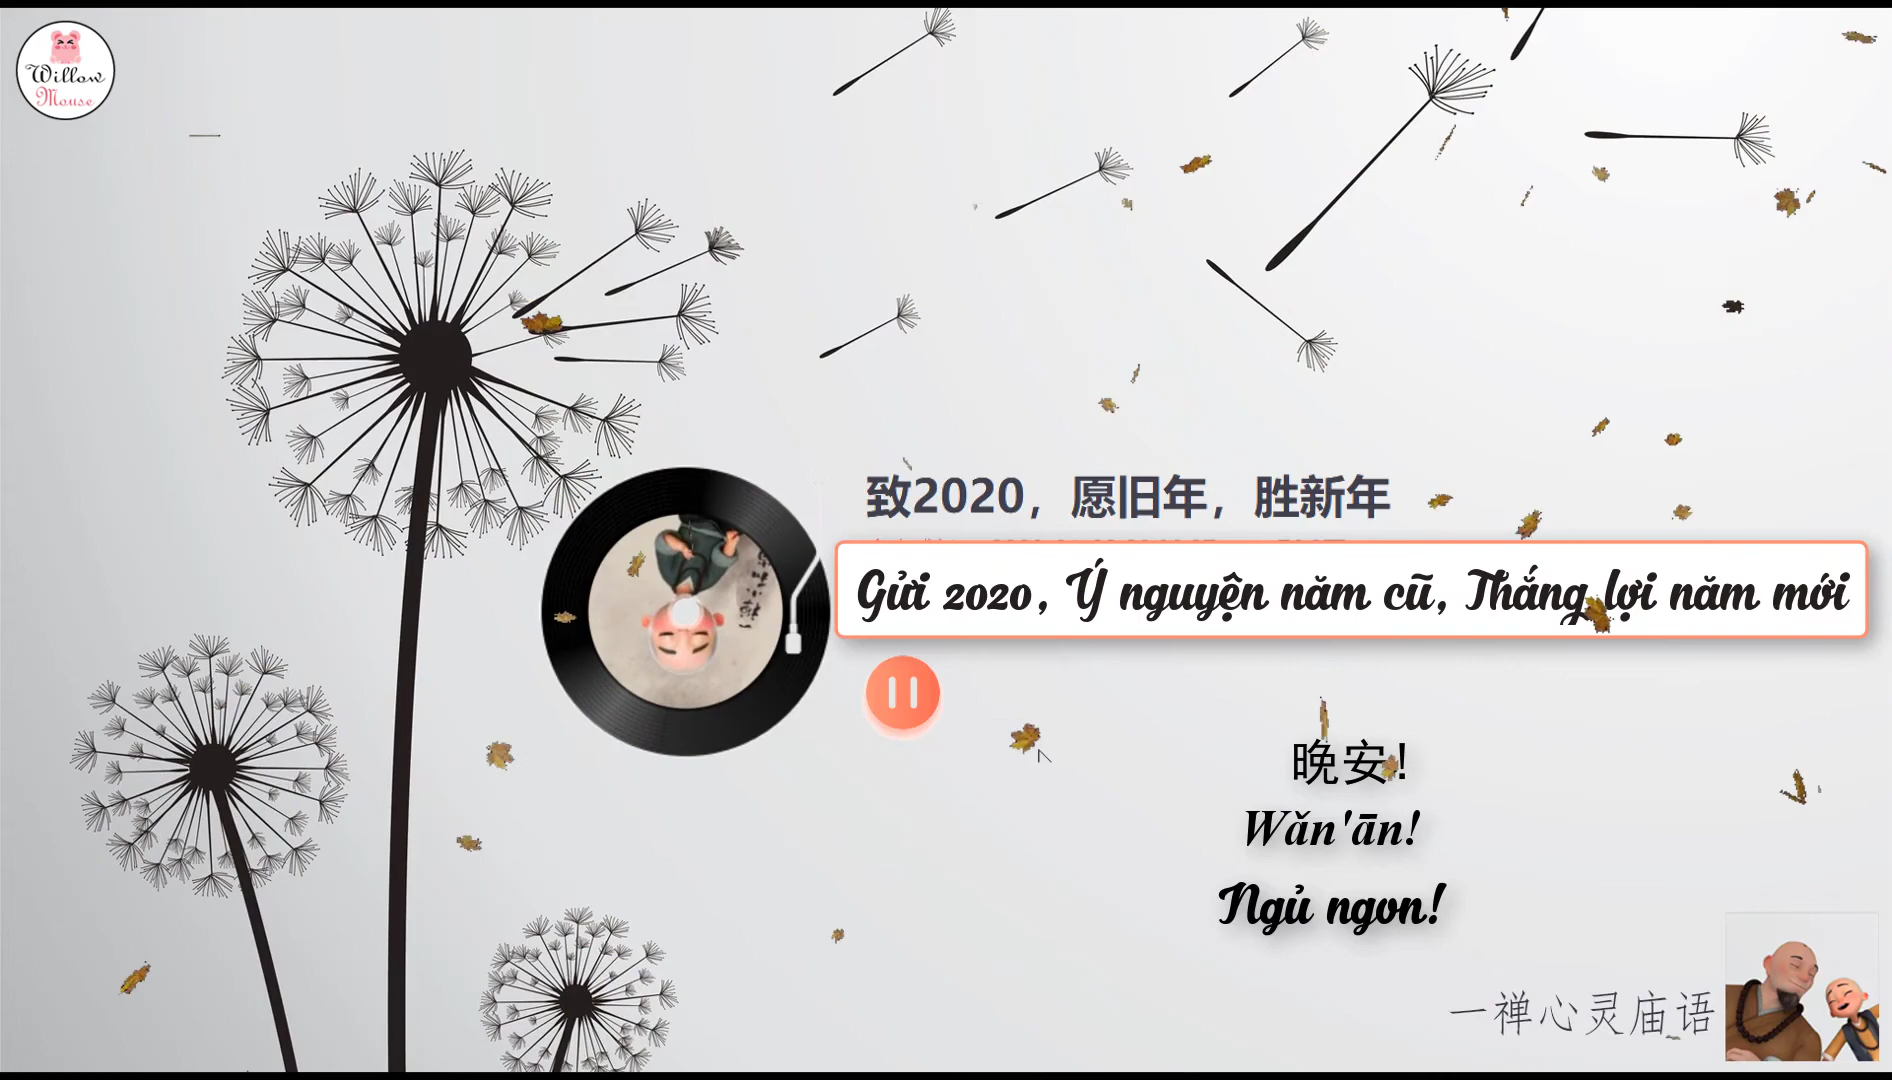 Willow
Mouse
致2020，愿旧年，胜新年
Gửi 2020, Ý nguyện năm cũ, Thắng lợi năm mới
晚安！
Wǎn'ān!
Ngủ ngon!
一禅心灵庙语